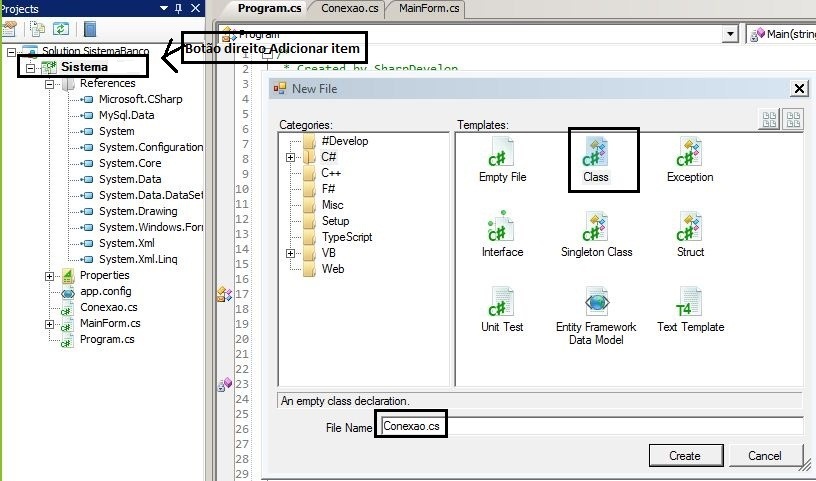 Projects
Program.cs
Conexao.cs
MainForm.cs
Program
Main(string
Solution SistemaBanco
Botão direito Adicionar item
Sistema
References
Microsoft.CSharp
MySql.Data
System
System.Configuration
System.Core
System.Data
System.Data.DataSet
System.Drawing
System.Windows.For
System.Xml
System.Xml.Linq
Properties
app.config
Conexao.cs
MainForm.cs
Program.cs
1
2
3
4
5
6
7
8
9
10
11
12
13
14
15
16
17
18
19
20
21
22
23
24
25
26
27
28
29
/*
* Created by SharpDevelop
New File
Categories:
#Develop
C#
C++
F#
Misc
Setup
TypeScript
VB
Web
Templates:
Empty File
Class
Exception
Interface
Singleton Class
Struct
Unit Test
Entity Framework
Data Model
Text Template
An empty class declaration.
File Name
Conexao.cs
Create
Cancel